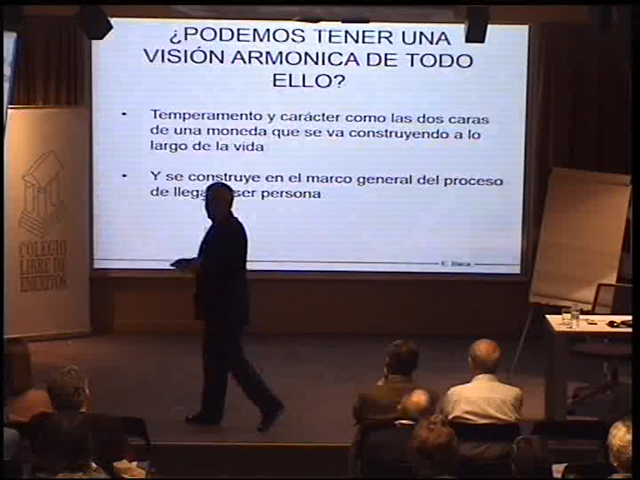 ¿PODEMOS TENER UNA
VISIÓN ARMONICA DE TODO
ELLO?
• Temperamento y carácter como las dos caras
de una moneda que se va construyendo a lo
largo de la vida
• Y se construye en el marco general del proceso
de ser persona
COLEGIO
LIBRE DE
EMÉRITOS